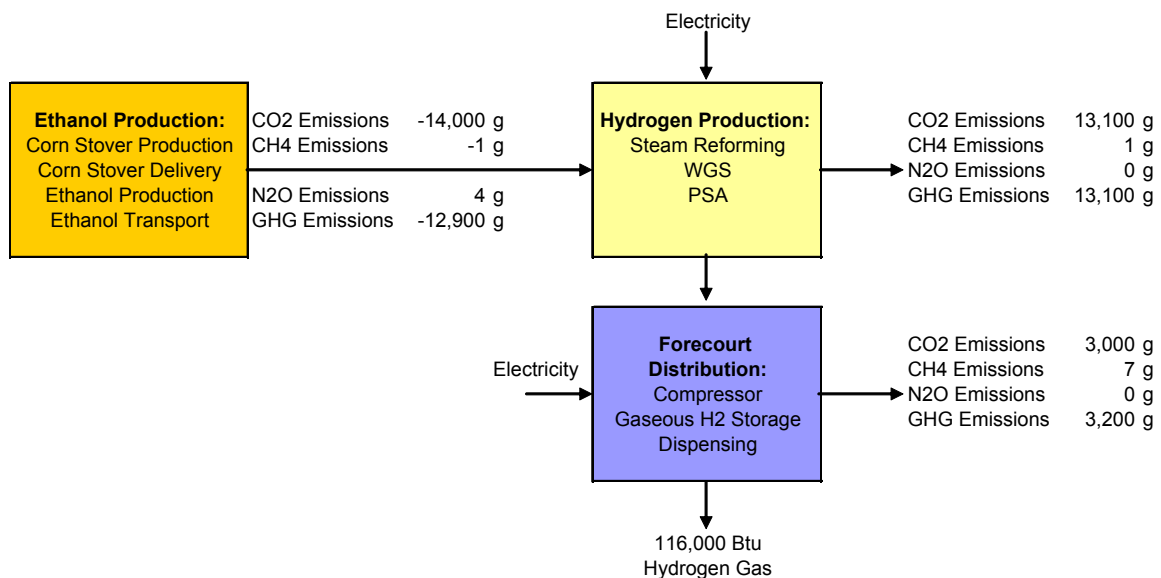 Electricity
Ethanol Production:
Corn Stover Production
Corn Stover Delivery
Ethanol Production
Ethanol Transport
CO2 Emissions -14,000 g
CH4 Emissions -1 g
N2O Emissions 4 g
GHG Emissions -12,900 g
Hydrogen Production:
Steam Reforming
WGS
PSA
CO2 Emissions 13,100 g
CH4 Emissions 1 g
N2O Emissions 0 g
GHG Emissions 13,100 g
Electricity
Forecourt
Distribution:
Compressor
Gaseous H2 Storage
Dispensing
CO2 Emissions 3,000 g
CH4 Emissions 7 g
N2O Emissions 0 g
GHG Emissions 3,200 g
116,000 Btu
Hydrogen Gas